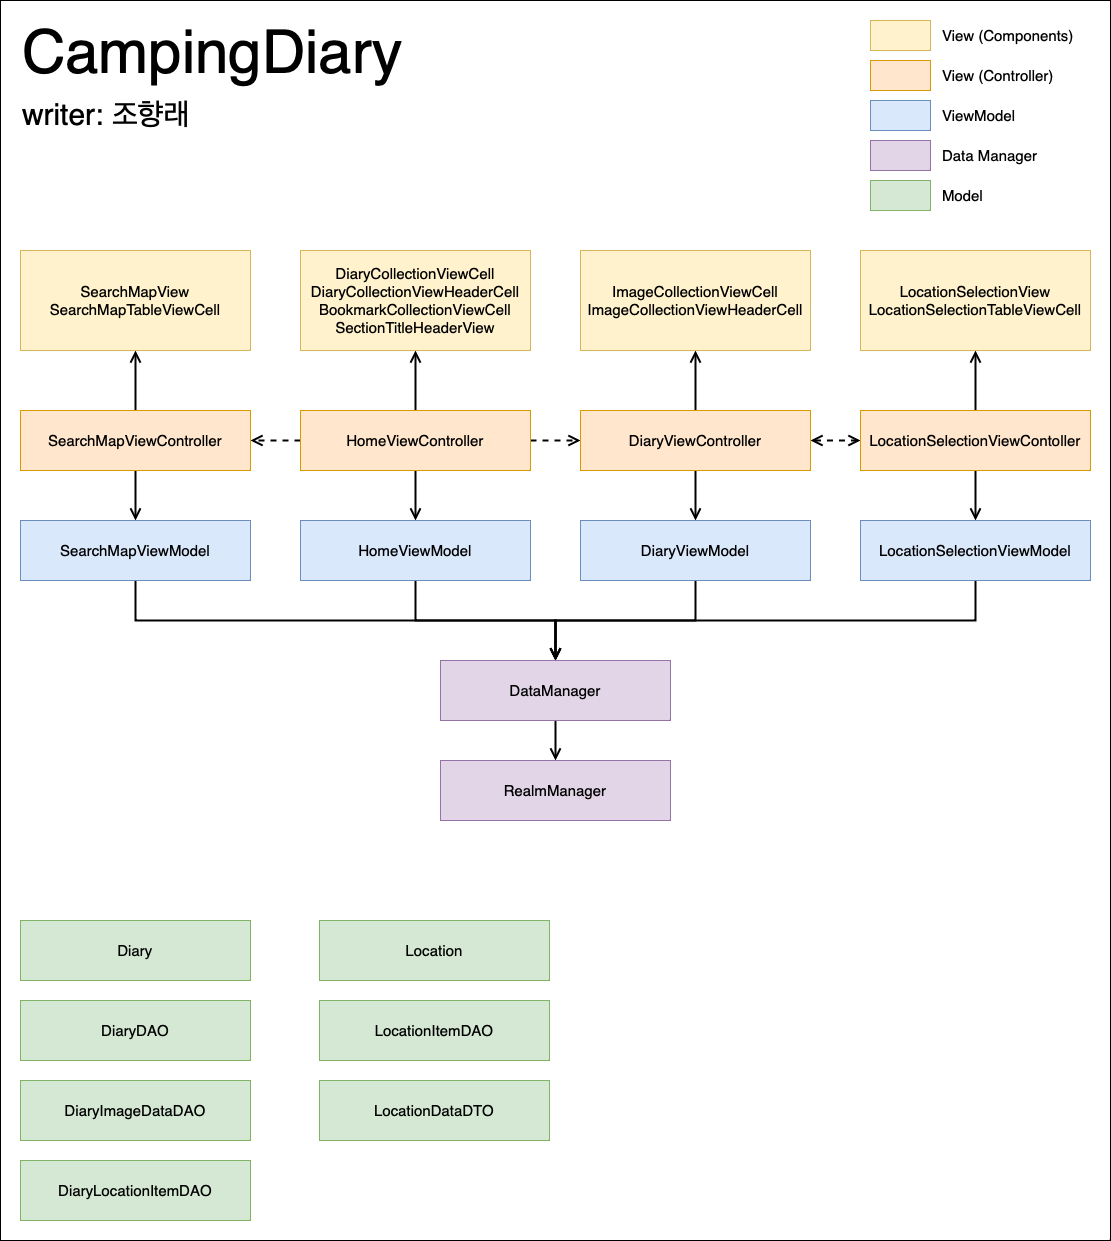 CampingDiary
writer: 조향래
View (Components)
View (Controller)
ViewModel
Data Manager
Model
SearchMapView
SearchMapTableViewCell
DiaryCollectionViewCell
DiaryCollectionViewHeaderCell
BookmarkCollectionViewCell
SectionTitleHeaderView
ImageCollectionViewCell
ImageCollectionViewHeaderCell
LocationSelectionView
LocationSelectionTableViewCell
SearchMapViewController
HomeViewController
DiaryViewController
LocationSelectionViewContoller
SearchMapViewModel
HomeViewModel
DiaryViewModel
LocationSelectionViewModel
DataManager
RealmManager
Diary
Location
DiaryDAO
LocationItemDAO
DiaryImageDataDAO
LocationDataDTO
DiaryLocationItemDAO